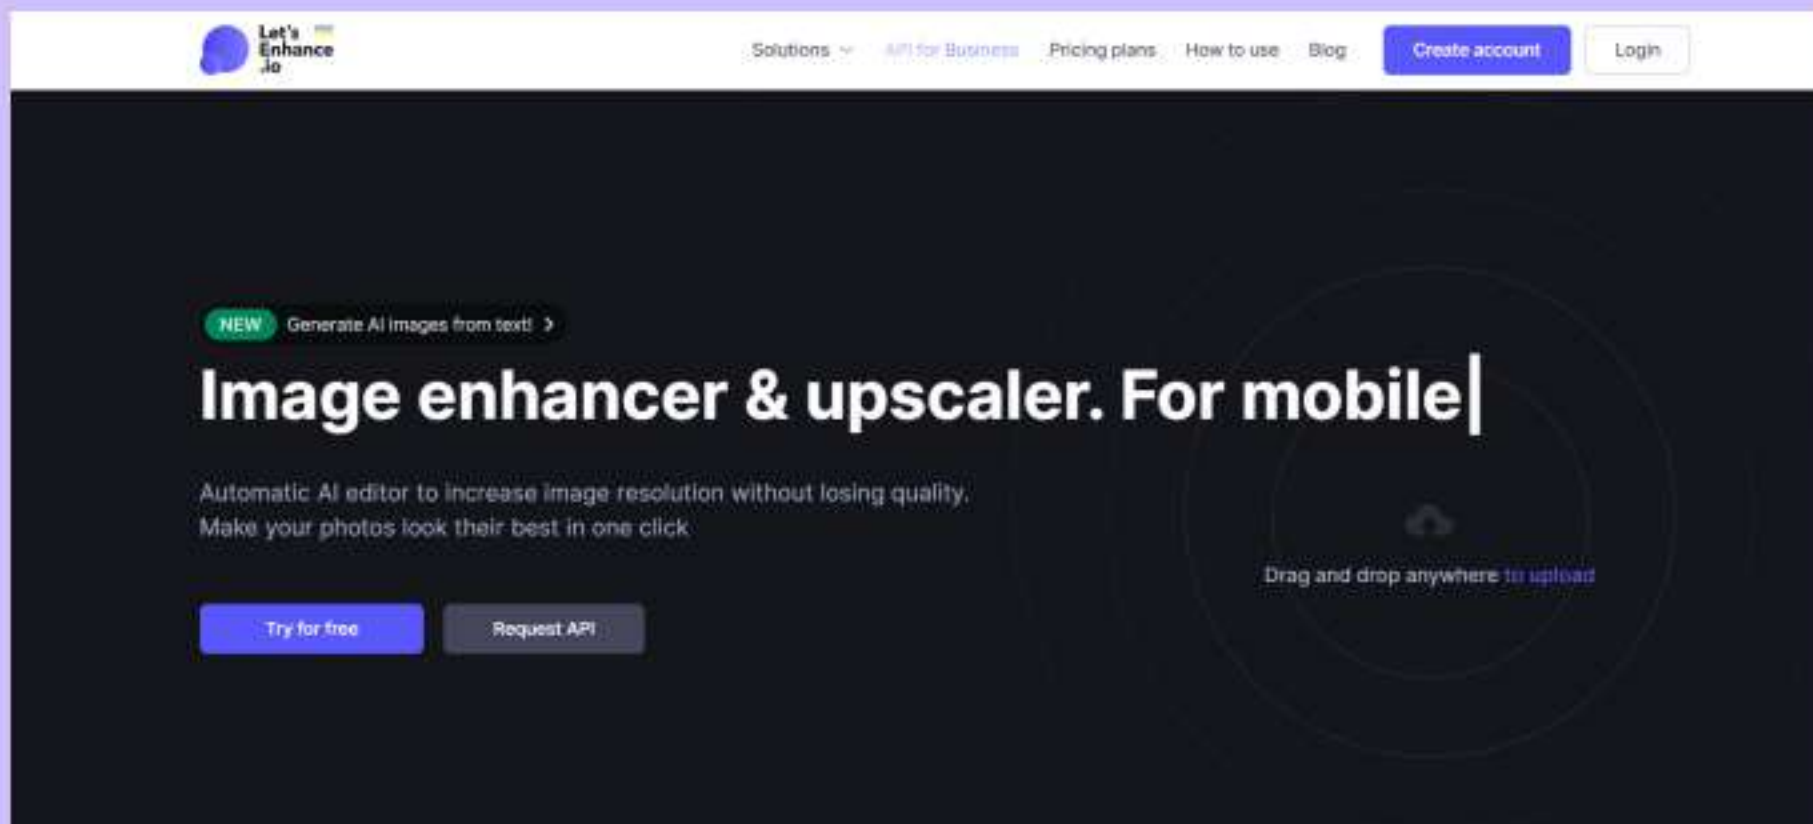 Let's
Enhance
.io
Solutions API for Business Pricing plans How to use Blog Create account Login
NEW Generate AI images from text!
Image enhancer & upscaler. For mobile
Automatic AI editor to increase image resolution without losing quality.
Make your photos look their best in one click
Drag and drop anywhere to upload
Try for free Request API